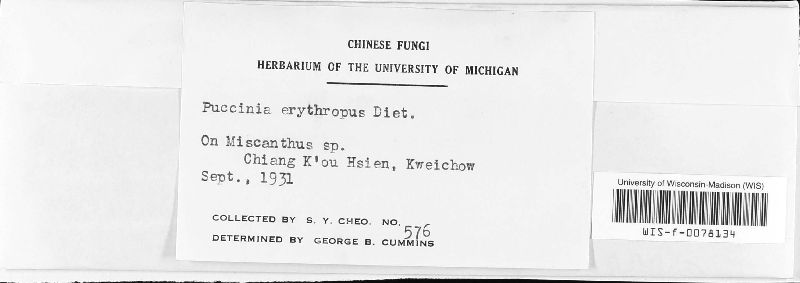 CHINESE FUNGI
HERBARIUM OF THE UNIVERSITY OF MICHIGAN
Puccinia erythropus Diet.
On Miscanthus sp.
Chiang K'ou Hsien, Kweichow
Sept., 1931
COLLECTED BY S. Y. CHEO. NO. 576
DETERMINED BY GEORGE B. CUMMINS
University of Wisconsin-Madison (WIS)
WIS-f-0078134